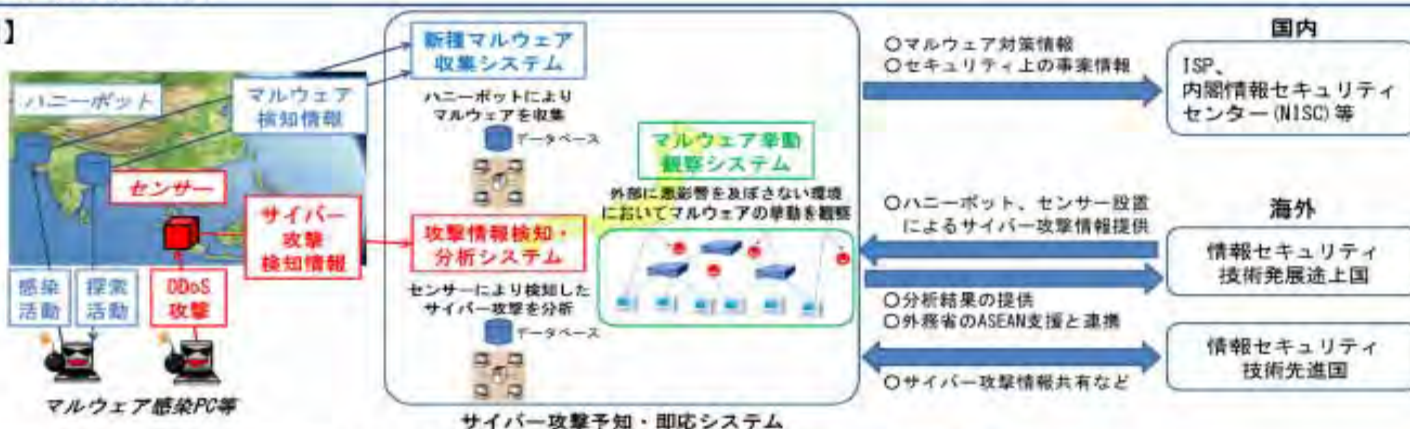 】
ハニーポット
マルウェア
検知情報
センサー
サイバー
攻撃
検知情報
感染
活動
探索
活動
DDoS
攻撃
マルウェア感染PC等
新種マルウェア
収集システム
ハニーポットにより
マルウェアを収集
データベース
攻撃情報検知・
分析システム
センサーにより検知した
サイバー攻撃を分析
データベース
マルウェア挙動
観察システム
外部に悪影響を及ぼさない環境
においてマルウェアの挙動を観察
サイバー攻撃予知・即応システム
○マルウェア対策情報
○セキュリティ上の事案情報
○ハニーポット、センサー設置
によるサイバー攻撃情報提供
○分析結果の提供
○外務省のASEAN支援と連携
○サイバー攻撃情報共有など
国内
ISP、
内閣情報セキュリティ
センター(NISC)等
海外
情報セキュリティ
技術発展途上国
情報セキュリティ
技術先進国